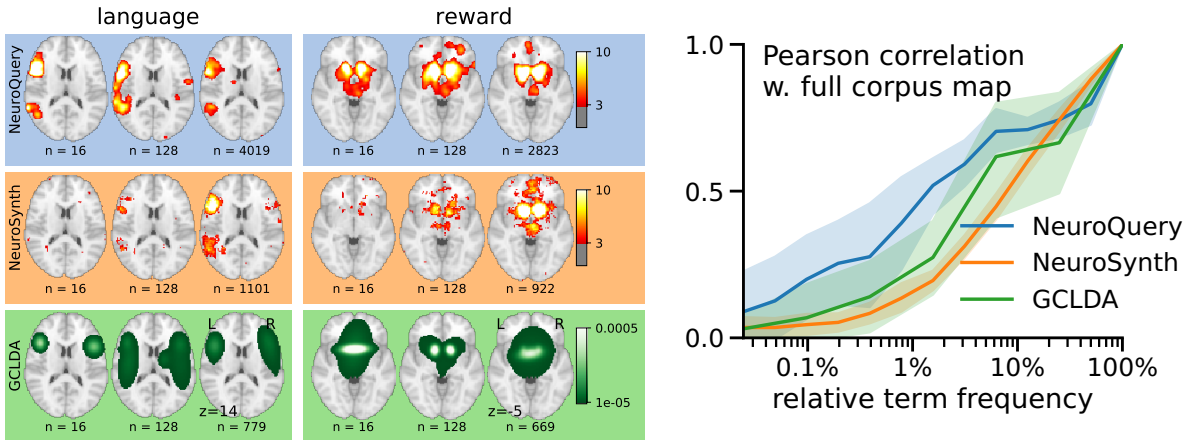 language
reward
NeuroQuery
n = 16
n = 128
n = 4019
n = 16
n = 128
n = 2823
10
3
NeuroSynth
n = 16
n = 128
n = 1101
n = 16
n = 128
n = 922
10
3
GCLDA
L
R
z=14
n = 16
n = 128
n = 779
L
R
z=-5
n = 16
n = 128
n = 669
0.0005
1e-05
Pearson correlation
w. full corpus map
1.0
0.5
0.0
NeuroQuery
NeuroSynth
GCLDA
0.1%
1%
10%
100%
relative term frequency